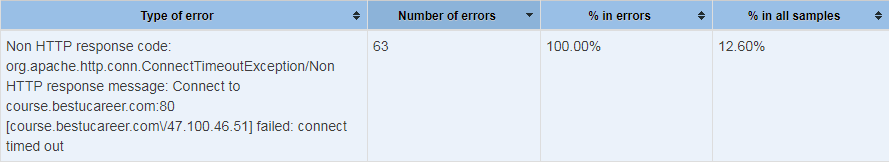 Type of error Number of errors % in errors % in all samples
Non HTTP response code: 63 100.00% 12.60%
org.apache.http.conn.ConnectTimeoutException/Non
HTTP response message: Connect to
course.bestucareer.com:80
[course.bestucareer.com\/47.100.46.51] failed: connect
timed out